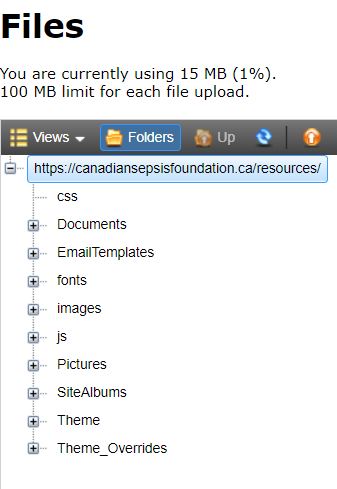 Files
You are currently using 15 MB (1%).
100 MB limit for each file upload.
Views Folders Up
https://canadiansepsisfoundation.ca/resources/
css
Documents
EmailTemplates
fonts
images
js
Pictures
SiteAlbums
Theme
Theme_Overrides